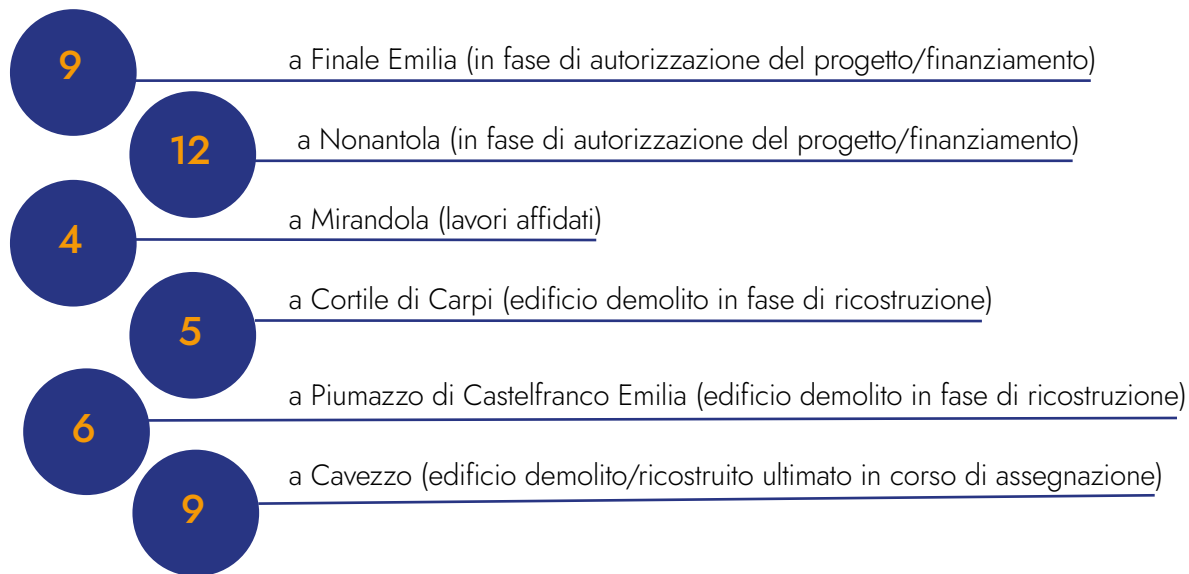 9
a Finale Emilia (in fase di autorizzazione del progetto/finanziamento)
12
a Nonantola (in fase di autorizzazione del progetto/finanziamento)
4
a Mirandola (lavori affidati)
5
a Cortile di Carpi (edificio demolito in fase di ricostruzione)
6
a Piumazzo di Castelfranco Emilia (edificio demolito in fase di ricostruzione)
9
a Cavezzo (edificio demolito/ricostruito ultimato in corso di assegnazione)